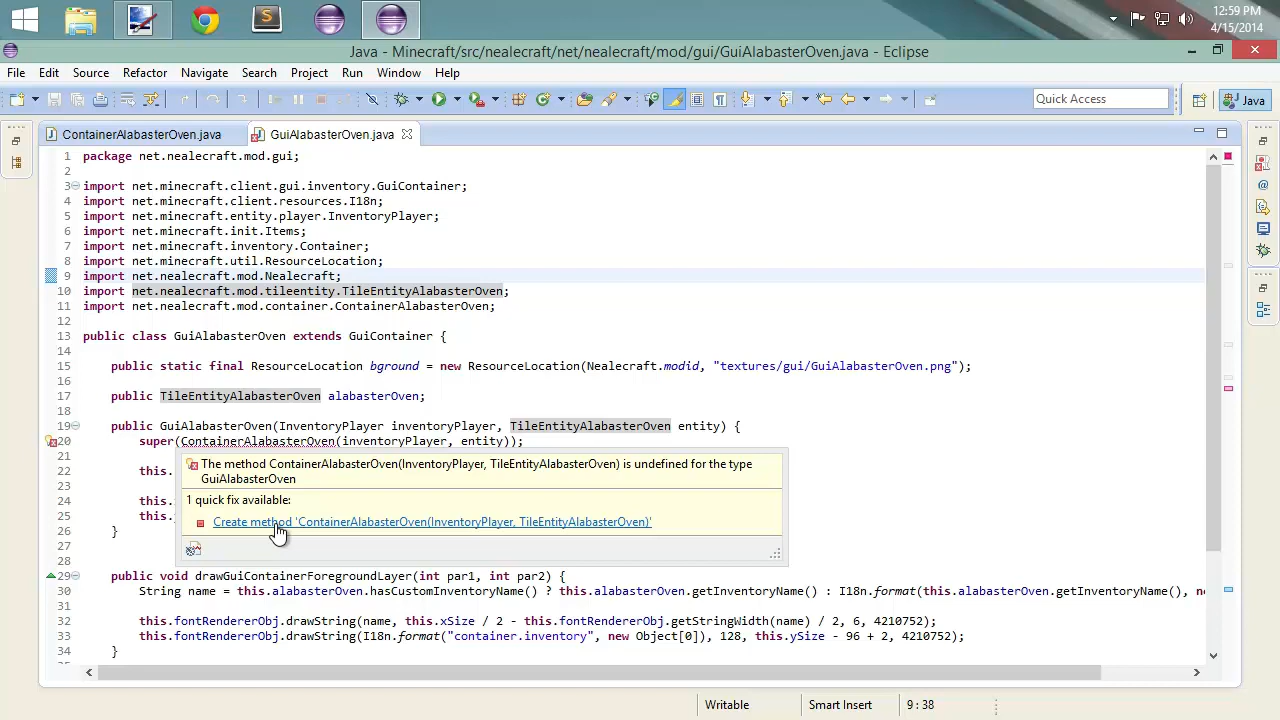 12:59 PM
4/15/2014
Java - Minecraft/src/nealecraft/net/nealecraft/mod/gui/GuiAlabasterOven.java - Eclipse
File Edit Source Refactor Navigate Search Project Run Window Help
Quick Access
Java
ContainerAlabasterOven.java
GuiAlabasterOven.java
1 package net.nealecraft.mod.gui;
2
3 import net.minecraft.client.gui.inventory.GuiContainer;
4 import net.minecraft.client.resources.I18n;
5 import net.minecraft.entity.player.InventoryPlayer;
6 import net.minecraft.init.Items;
7 import net.minecraft.inventory.Container;
8 import net.minecraft.util.ResourceLocation;
9 import net.nealecraft.mod.Nealecraft;
10 import net.nealecraft.mod.tileentity.TileEntityAlabasterOven;
11 import net.nealecraft.mod.container.ContainerAlabasterOven;
12
13 public class GuiAlabasterOven extends GuiContainer {
14
15 public static final ResourceLocation bground = new ResourceLocation(Nealecraft.modid, "textures/gui/GuiAlabasterOven.png");
16
17 public TileEntityAlabasterOven alabasterOven;
18
19 public GuiAlabasterOven(InventoryPlayer inventoryPlayer, TileEntityAlabasterOven entity) {
20 super(ContainerAlabasterOven(inventoryPlayer, entity));
21
The method ContainerAlabasterOven(InventoryPlayer, TileEntityAlabasterOven) is undefined for the type
GuiAlabasterOven
22 this.
23
1 quick fix available:
24 this.
Create method 'ContainerAlabasterOven(InventoryPlayer, TileEntityAlabasterOven)'
25 this.
26 }
27
28
29 public void drawGuiContainerForegroundLayer(int par1, int par2) {
30 String name = this.alabasterOven.hasCustomInventoryName() ? this.alabasterOven.getInventoryName() : I18n.format(this.alabasterOven.getInventoryName(), ne
31
32 this.fontRendererObj.drawString(name, this.xSize / 2 - this.fontRendererObj.getStringWidth(name) / 2, 6, 4210752);
33 this.fontRendererObj.drawString(I18n.format("container.inventory", new Object[0]), 128, this.ySize - 96 + 2, 4210752);
34 }
Writable
Smart Insert
9 : 38